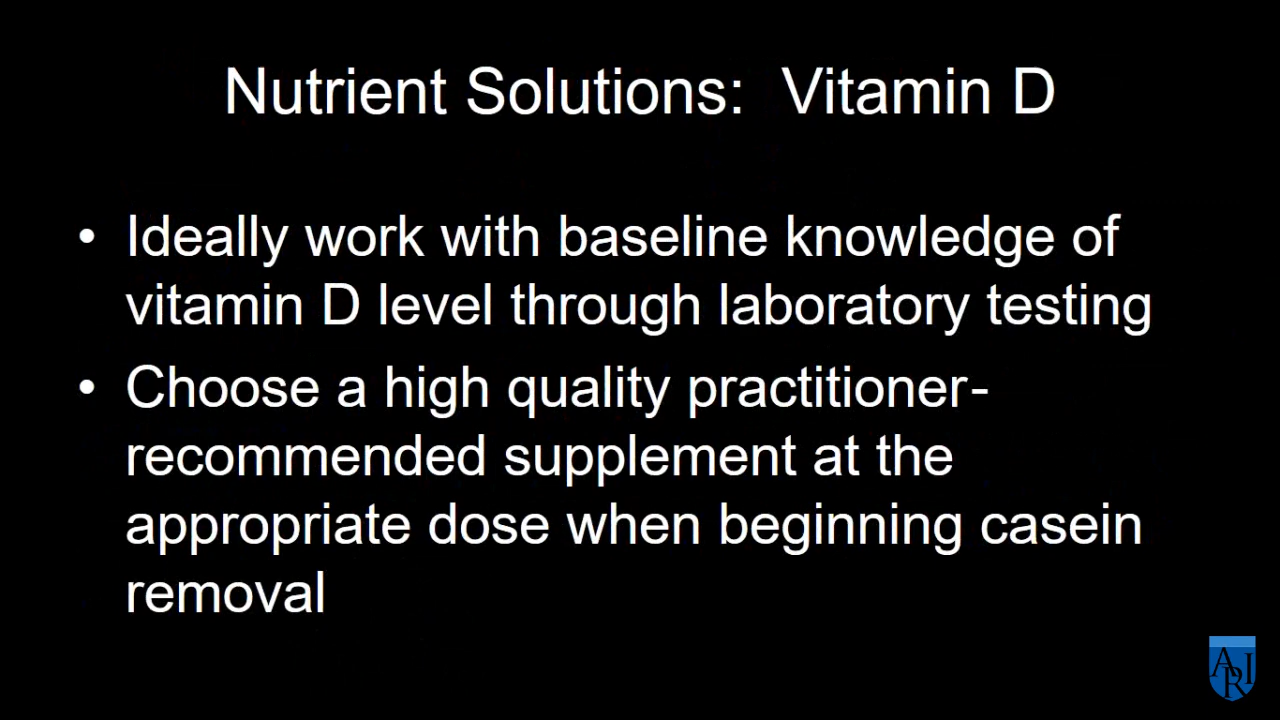 Nutrient Solutions: Vitamin D
• Ideally work with baseline knowledge of
vitamin D level through laboratory testing
• Choose a high quality practitioner-
recommended supplement at the
appropriate dose when beginning casein
removal
ARI